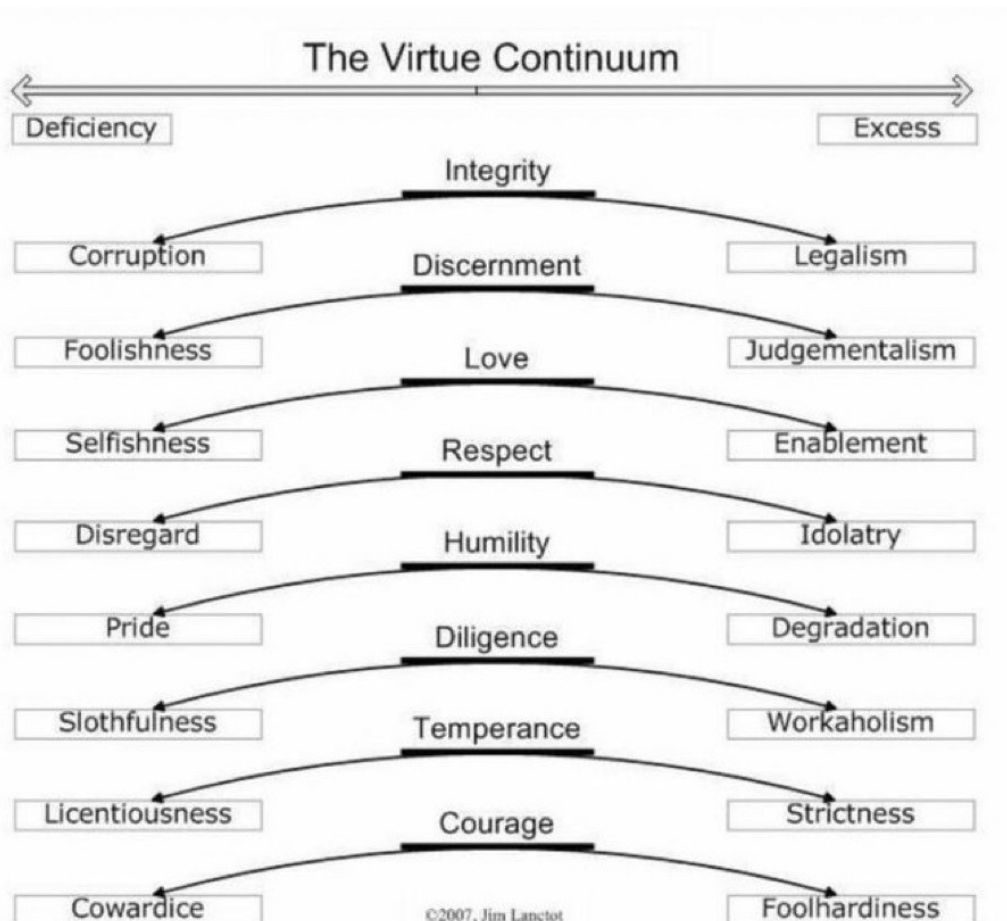 The Virtue Continuum
Deficiency Excess
Integrity
Corruption Legalism
Discernment
Foolishness Judgementalism
Love
Selfishness Enablement
Respect
Disregard Idolatry
Humility
Pride Degradation
Diligence
Slothfulness Workaholism
Temperance
Licentiousness Strictness
Courage
Cowardice Foolhardiness
©2007, Jim Lanctot